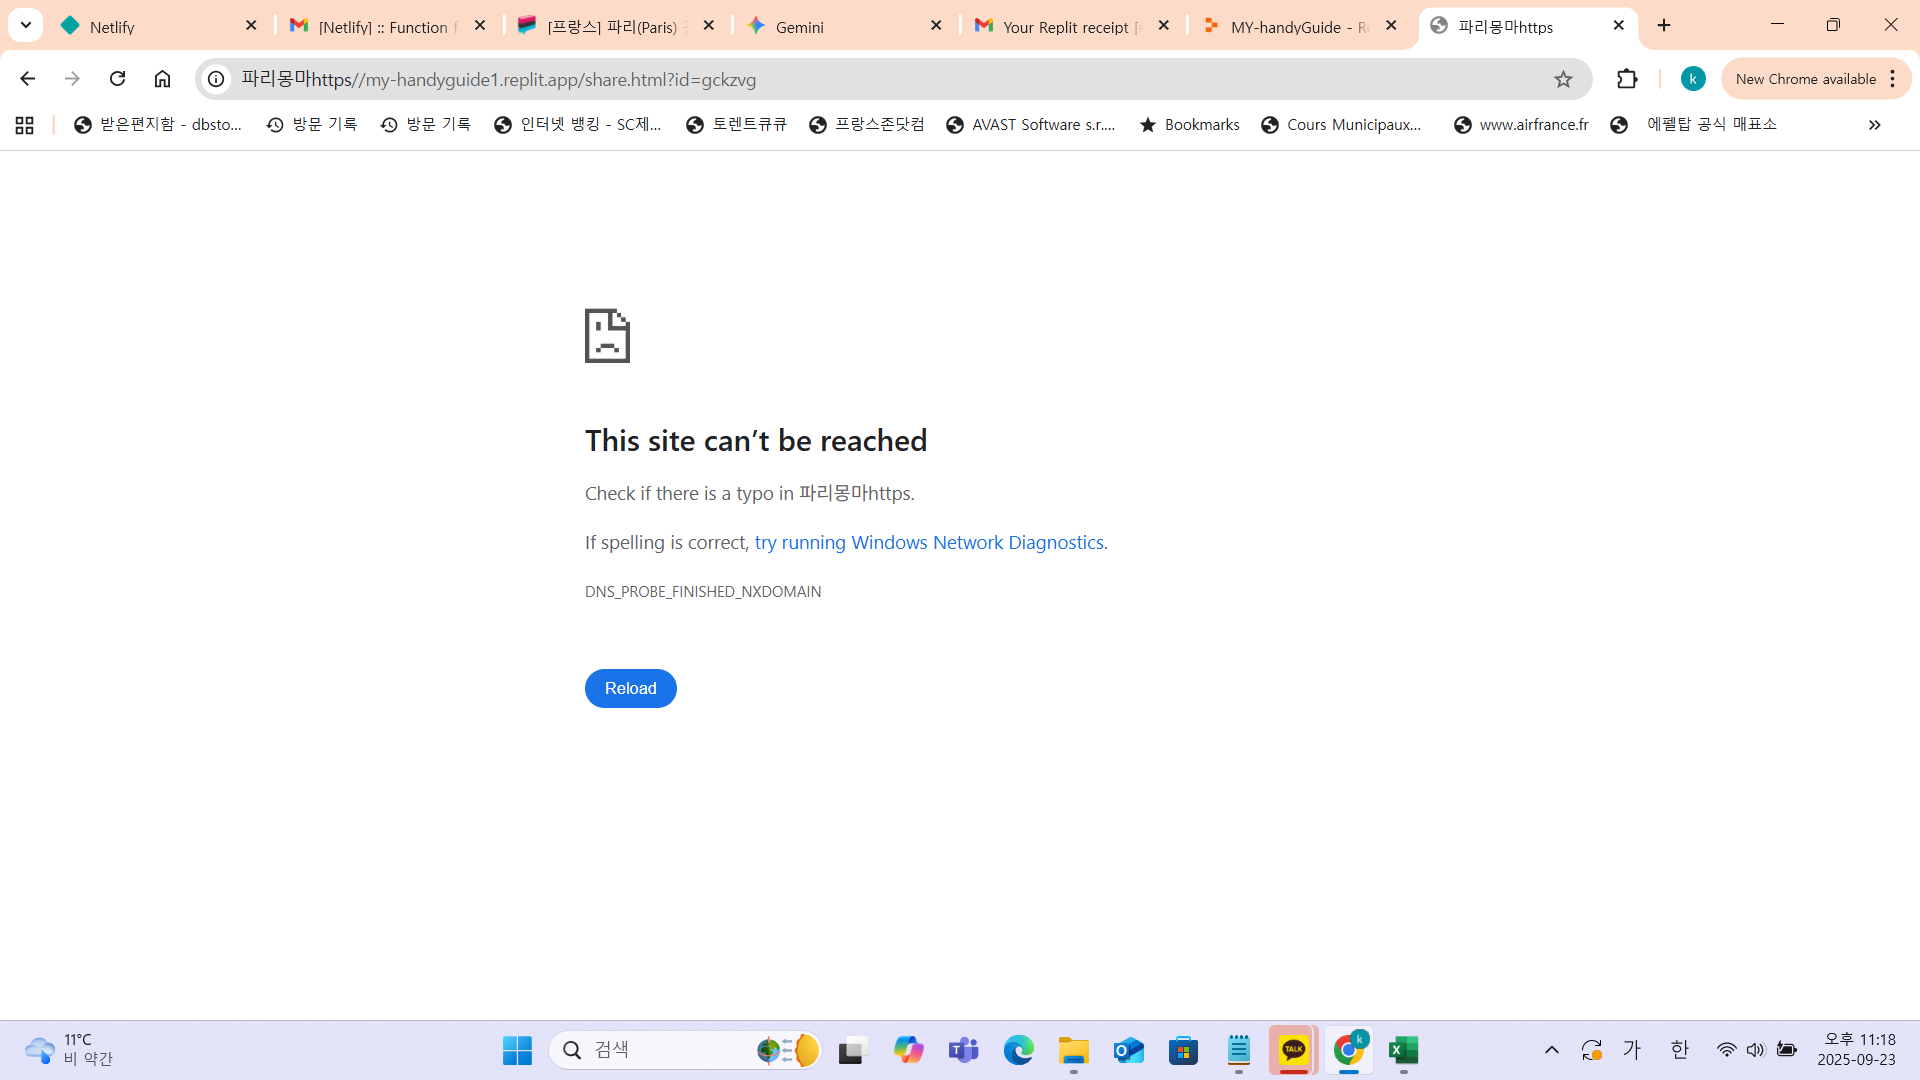 Netlify
[Netlify] :: Function f
[프랑스] 파리(Paris)
Gemini
Your Replit receipt [
MY-handyGuide - Re
파리몽마https
파리몽마https//my-handyguide1.replit.app/share.html?id=gckzvg
k
New Chrome available
받은편지함 - dbsto...
방문 기록
방문 기록
인터넷 뱅킹 - SC제...
토렌트큐큐
프랑스존닷컴
AVAST Software s.r....
Bookmarks
Cours Municipaux...
www.airfrance.fr
에펠탑 공식 매표소
This site can’t be reached
Check if there is a typo in 파리몽마https.
If spelling is correct, try running Windows Network Diagnostics.
DNS_PROBE_FINISHED_NXDOMAIN
Reload
11°C
비 약간
검색
TALK
k
가
한
오후 11:18
2025-09-23